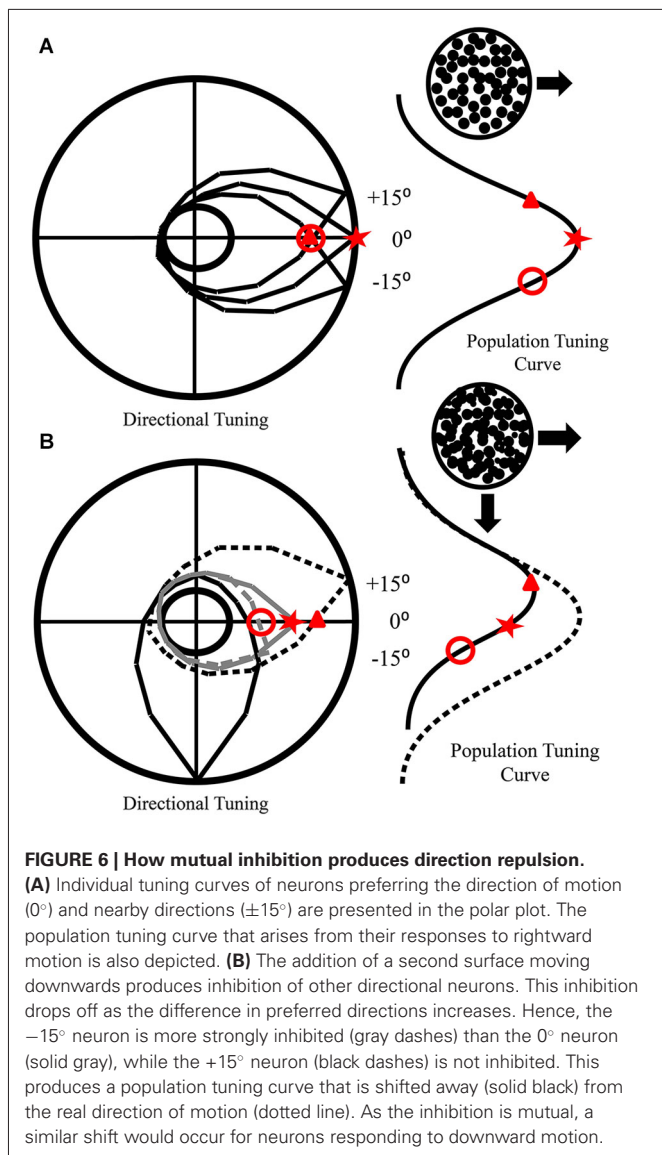 A
+15°
0°
-15°
Population Tuning
Curve
Directional Tuning
B
+15°
0°
-15°
Population Tuning
Curve
Directional Tuning
FIGURE 6 | How mutual inhibition produces direction repulsion.
(A) Individual tuning curves of neurons preferring the direction of motion
(0°) and nearby directions (±15°) are presented in the polar plot. The
population tuning curve that arises from their responses to rightward
motion is also depicted. (B) The addition of a second surface moving
downwards produces inhibition of other directional neurons. This inhibition
drops off as the difference in preferred directions increases. Hence, the
−15° neuron is more strongly inhibited (gray dashes) than the 0° neuron
(solid gray), while the +15° neuron (black dashes) is not inhibited. This
produces a population tuning curve that is shifted away (solid black) from
the real direction of motion (dotted line). As the inhibition is mutual, a
similar shift would occur for neurons responding to downward motion.